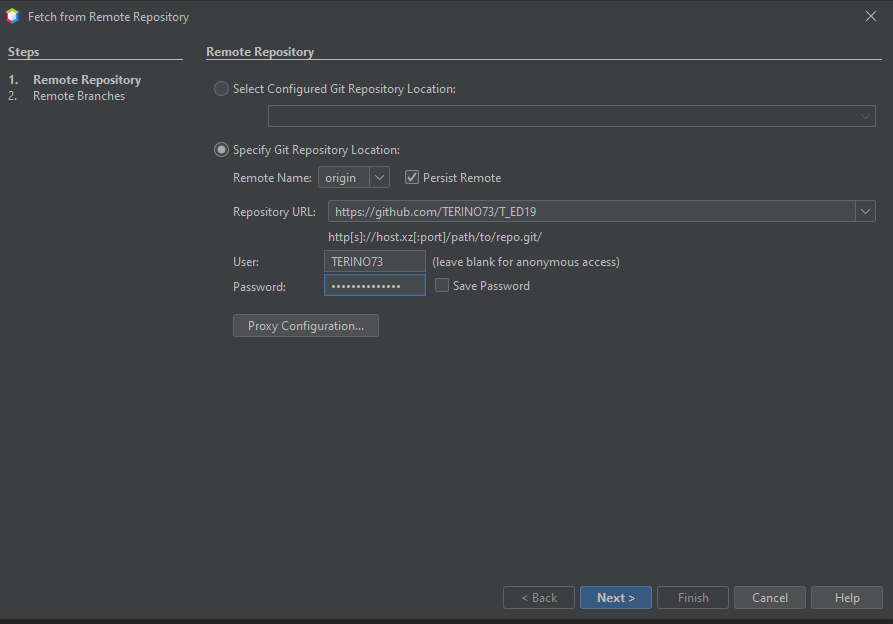 Fetch from Remote Repository
Steps
1. Remote Repository
2. Remote Branches
Remote Repository
Select Configured Git Repository Location:
Specify Git Repository Location:
Remote Name: origin Persist Remote
Repository URL: https://github.com/TERINO73/T_ED19
http[s]://host.xz[:port]/path/to/repo.git/
User: TERINO73 (leave blank for anonymous access)
Password: •••••••••••••• Save Password
Proxy Configuration...
< Back Next > Finish Cancel Help